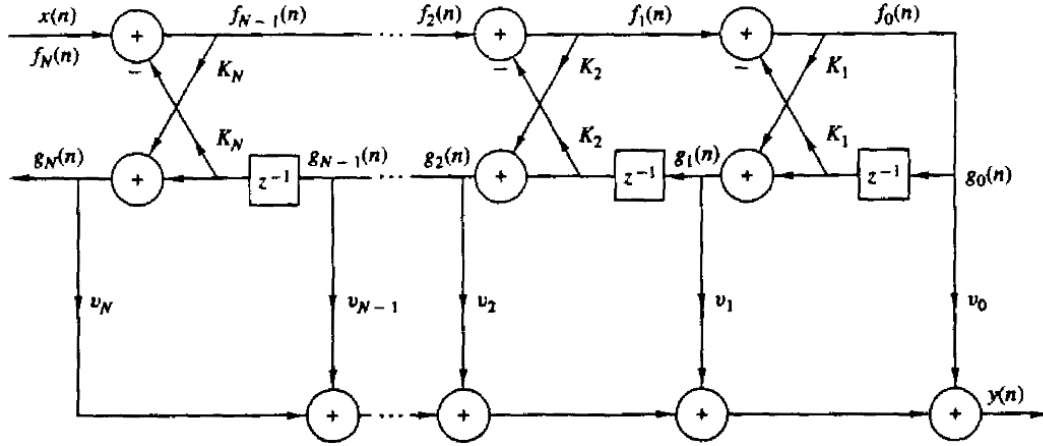 x(n) f_{N-1}(n) f_2(n) f_1(n) f_0(n)
+ ... + +
f_N(n) − K_N − K_2 − K_1
K_N K_2 K_1
g_N(n) g_{N-1}(n) g_2(n) g_1(n)
+ z^{-1} ... + z^{-1} + z^{-1} g_0(n)
v_N v_{N-1} v_2 v_1 v_0
y(n)
+ ... + + +